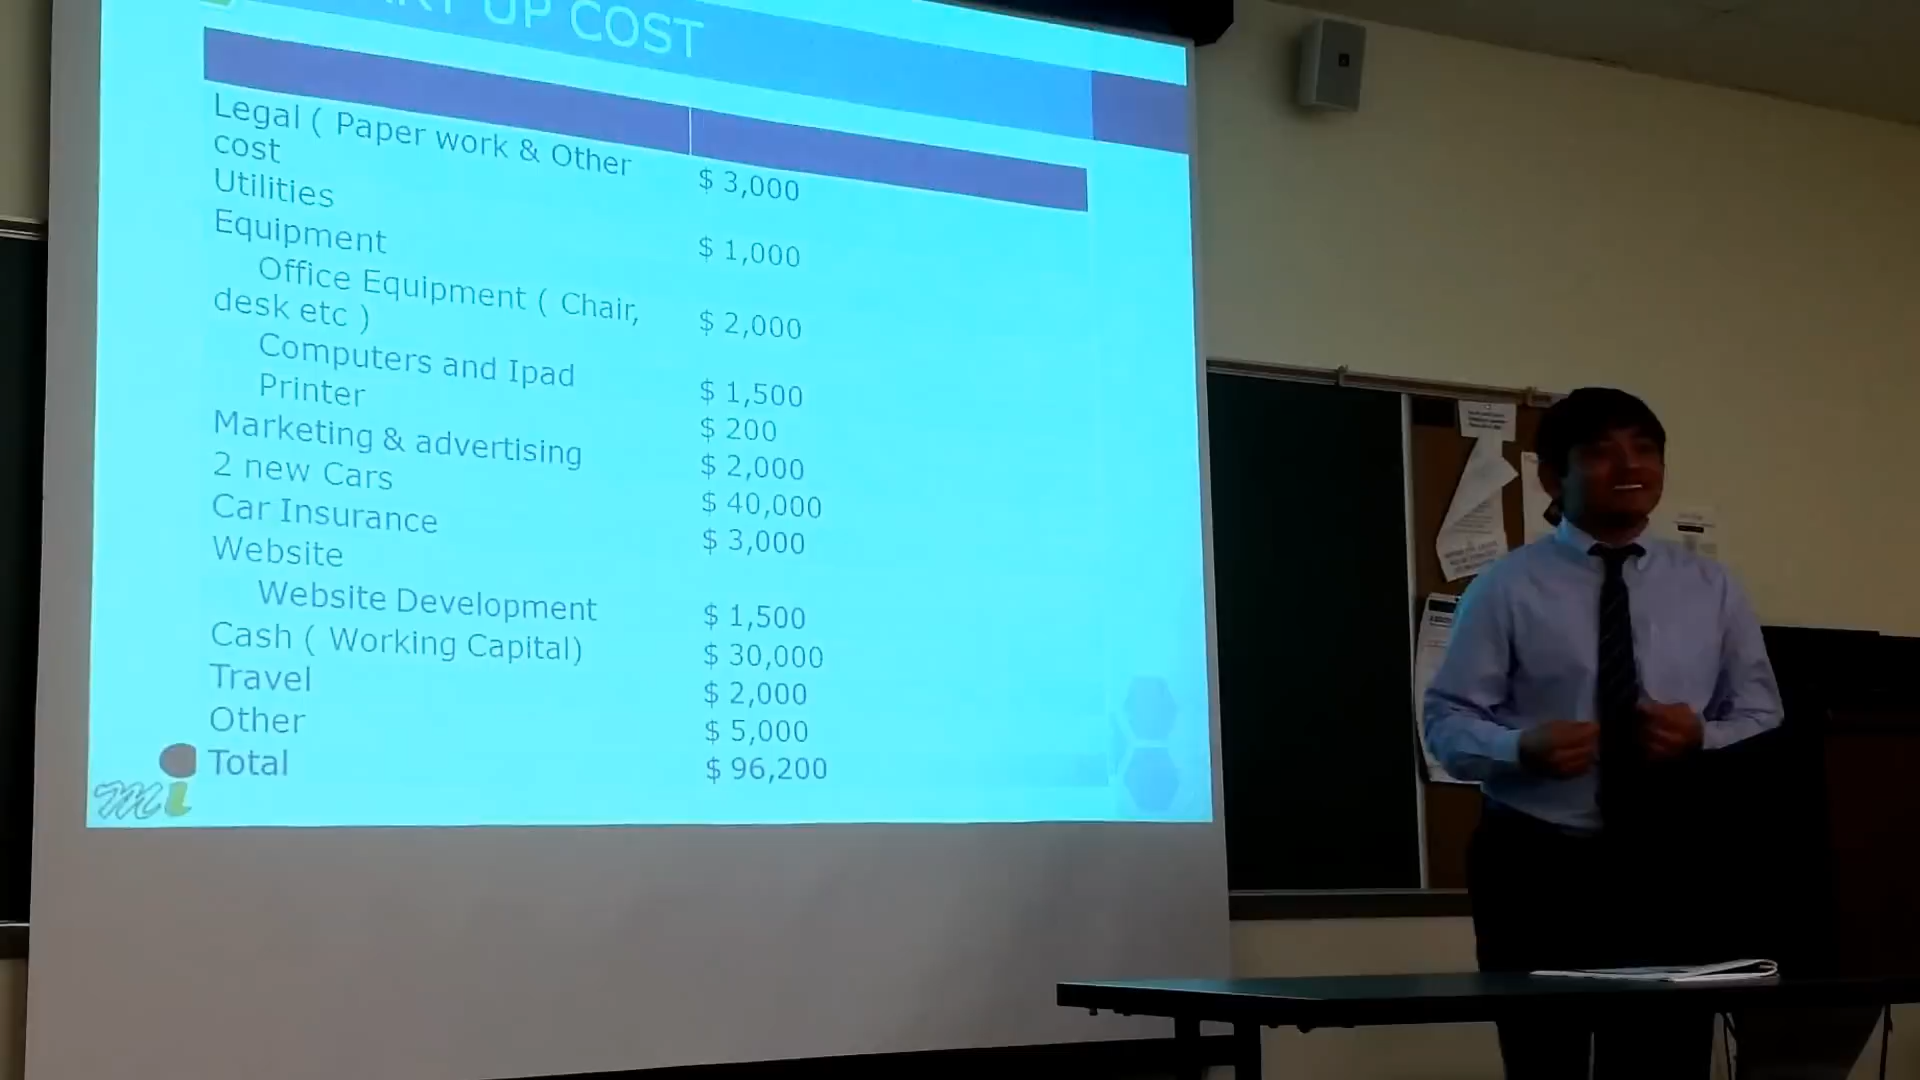 UP COST
Legal ( Paper work & Other
cost
$ 3,000
Utilities
$ 1,000
Equipment
Office Equipment ( Chair,
desk etc )
$ 2,000
Computers and Ipad
$ 1,500
Printer
$ 200
Marketing & advertising
$ 2,000
2 new Cars
$ 40,000
Car Insurance
$ 3,000
Website
Website Development
$ 1,500
Cash ( Working Capital)
$ 30,000
Travel
$ 2,000
Other
$ 5,000
Total
$ 96,200
mi